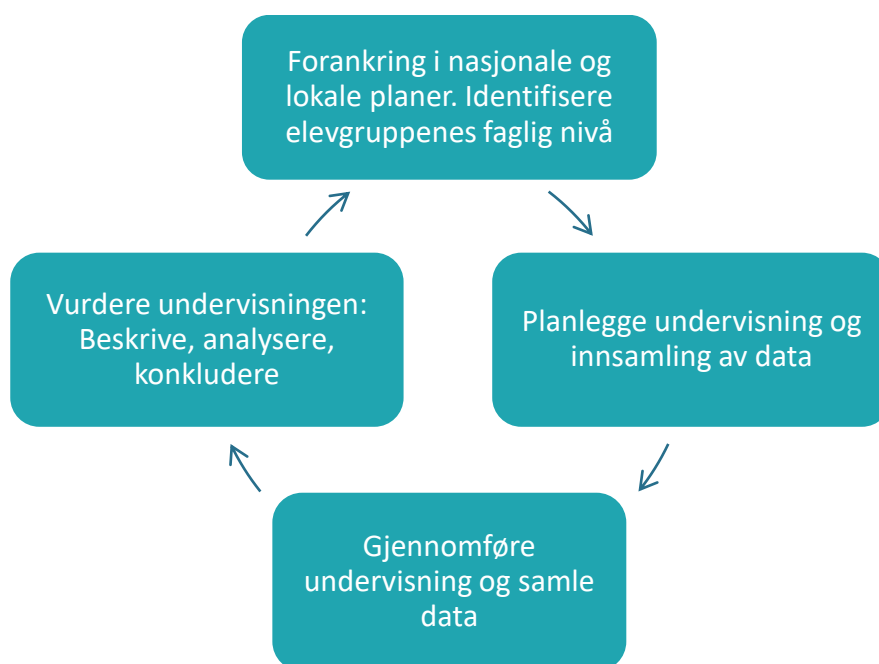 Forankring i nasjonale og
lokale planer. Identifisere
elevgruppenes faglig nivå
Planlegge undervisning og
innsamling av data
Gjennomføre
undervisning og samle
data
Vurdere undervisningen:
Beskrive, analysere,
konkludere